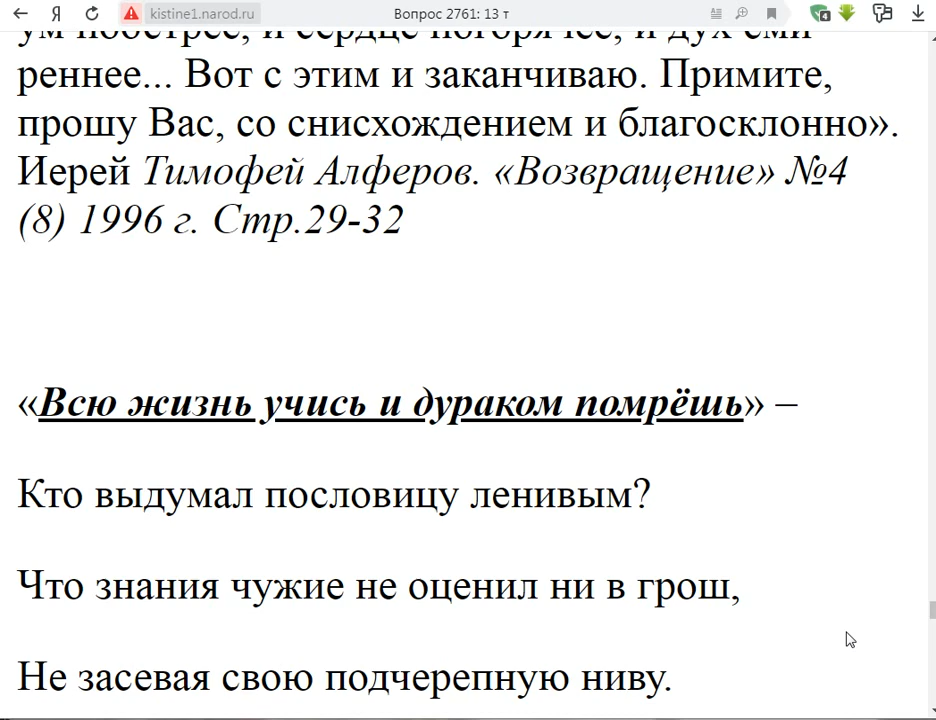 Я kistine1.narod.ru Вопрос 2761: 13 т 4
реннее... Вот с этим и заканчиваю. Примите,
прошу Вас, со снисхождением и благосклонно».
Иерей Тимофей Алферов. «Возвращение» №4
(8) 1996 г. Стр.29-32
«Всю жизнь учись и дураком помрёшь» –
Кто выдумал пословицу ленивым?
Что знания чужие не оценил ни в грош,
Не засевая свою подчерепную ниву.